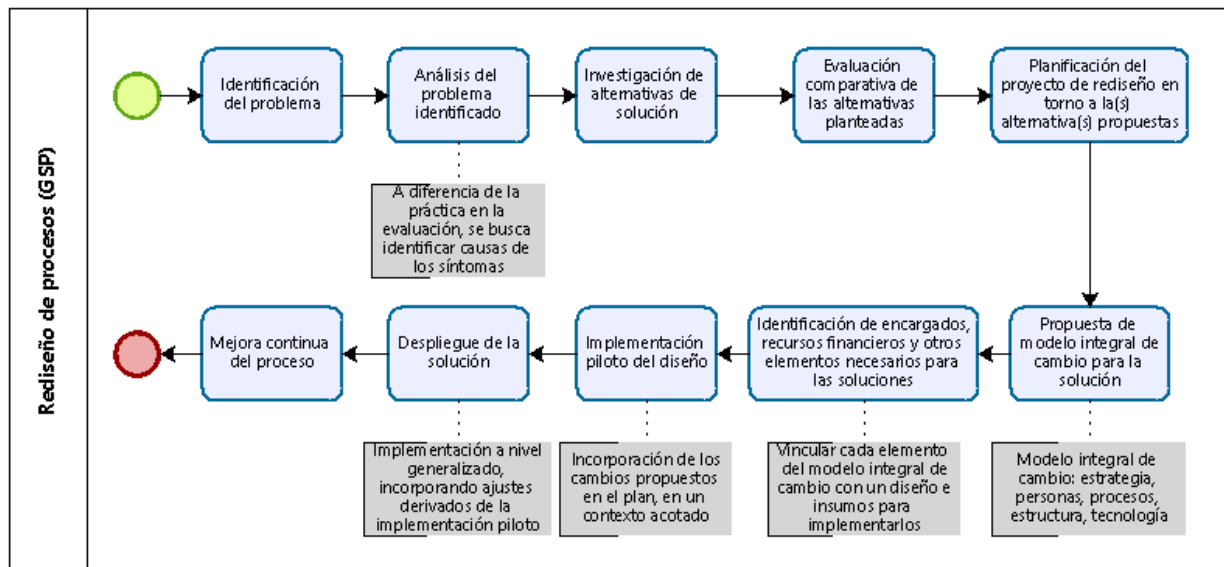 Rediseño de procesos (GSP)
Identificación
del problema
Análisis del
problema
identificado
Investigación de
alternativas de
solución
Evaluación
comparativa de
las alternativas
planteadas
Planificación del
proyecto de rediseño en
torno a la(s)
alternativa(s) propuestas
A diferencia de la
práctica en la
evaluación, se busca
identificar causas de
los síntomas
Mejora continua
del proceso
Despliegue de la
solución
Implementación
piloto del diseño
Identificación de encargados,
recursos financieros y otros
elementos necesarios para
las soluciones
Propuesta de
modelo integral de
cambio para la
solución
Implementación a nivel
generalizado,
incorporando ajustes
derivados de la
implementación piloto
Incorporación de los
cambios propuestos
en el plan, en un
contexto acotado
Vincular cada elemento
del modelo integral de
cambio con un diseño e
insumos para
implementarlos
Modelo integral de
cambio: estrategia,
personas, procesos,
estructura, tecnología